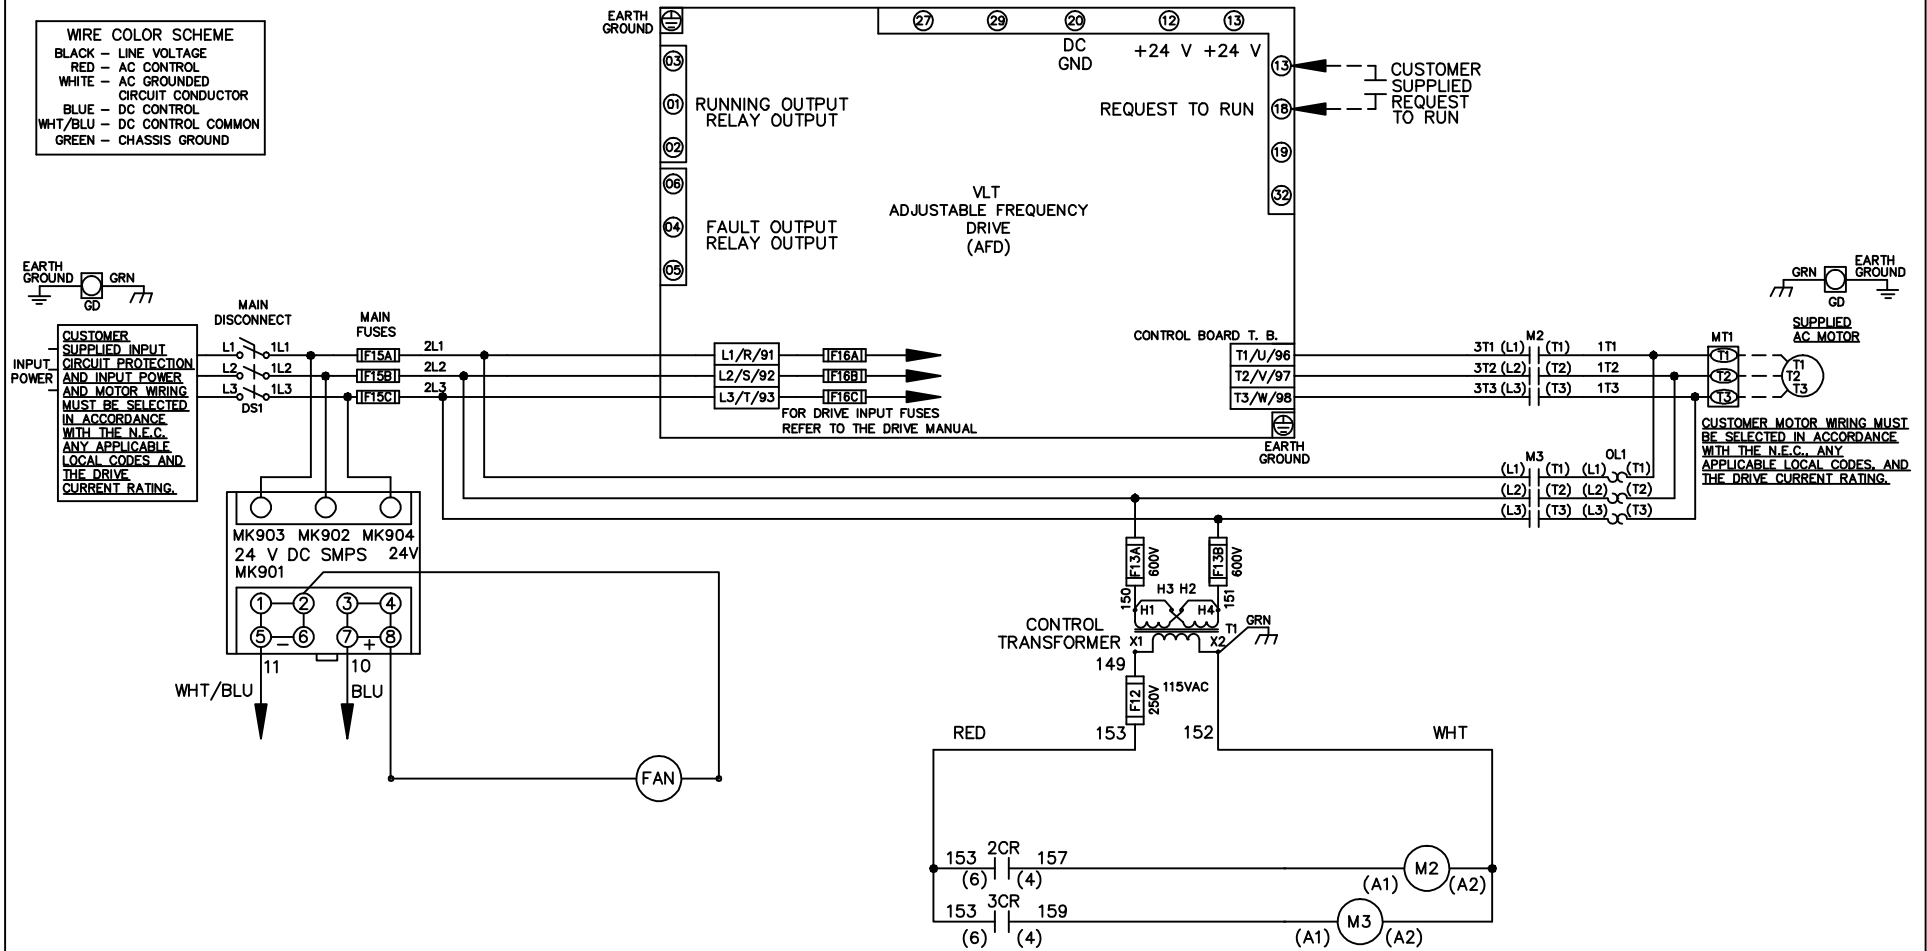 WIRE COLOR SCHEME
BLACK – LINE VOLTAGE
RED – AC CONTROL
WHITE – AC GROUNDED
CIRCUIT CONDUCTOR
BLUE – DC CONTROL
WHT/BLU – DC CONTROL COMMON
GREEN – CHASSIS GROUND
EARTH
GROUND
27 29 20 12 13
DC
GND
+24 V +24 V
03
01
02
RUNNING OUTPUT
RELAY OUTPUT
06
04
05
FAULT OUTPUT
RELAY OUTPUT
VLT
ADJUSTABLE FREQUENCY
DRIVE
(AFD)
REQUEST TO RUN
13
18
19
32
CUSTOMER
SUPPLIED
REQUEST
TO RUN
EARTH
GROUND
GRN
GD
INPUT
POWER
CUSTOMER
SUPPLIED INPUT
CIRCUIT PROTECTION
AND INPUT POWER
AND MOTOR WIRING
MUST BE SELECTED
IN ACCORDANCE
WITH THE N.E.C.
ANY APPLICABLE
LOCAL CODES AND
THE DRIVE
CURRENT RATING.
MAIN
DISCONNECT
L1 1L1
L2 1L2
L3 1L3
DS1
MAIN
FUSES
F15A 2L1
F15B 2L2
F15C 2L3
L1/R/91 F16A
L2/S/92 F16B
L3/T/93 F16C
FOR DRIVE INPUT FUSES
REFER TO THE DRIVE MANUAL
CONTROL BOARD T. B.
T1/U/96
T2/V/97
T3/W/98
EARTH
GROUND
M2
3T1 (L1) (T1) 1T1
3T2 (L2) (T2) 1T2
3T3 (L3) (T3) 1T3
MT1
T1
T2
T3
GRN
GD
EARTH
GROUND
SUPPLIED
AC MOTOR
T1
T2
T3
CUSTOMER MOTOR WIRING MUST
BE SELECTED IN ACCORDANCE
WITH THE N.E.C., ANY
APPLICABLE LOCAL CODES, AND
THE DRIVE CURRENT RATING.
M3 OL1
(L1) (T1) (L1) (T1)
(L2) (T2) (L2) (T2)
(L3) (T3) (L3) (T3)
MK903 MK902 MK904
24 V DC SMPS 24V
MK901
1 2 3 4
5 – 6 7 + 8
11 10
WHT/BLU BLU
FAN
F13A 600V
F13B 600V
150 151
H3 H2
H1 H4
CONTROL
TRANSFORMER
X1 X2
T1
GRN
149
F12 250V
115VAC
153 152
RED WHT
153 2CR 157
(6) (4)
M2
(A1) (A2)
153 3CR 159
(6) (4)
M3
(A1) (A2)